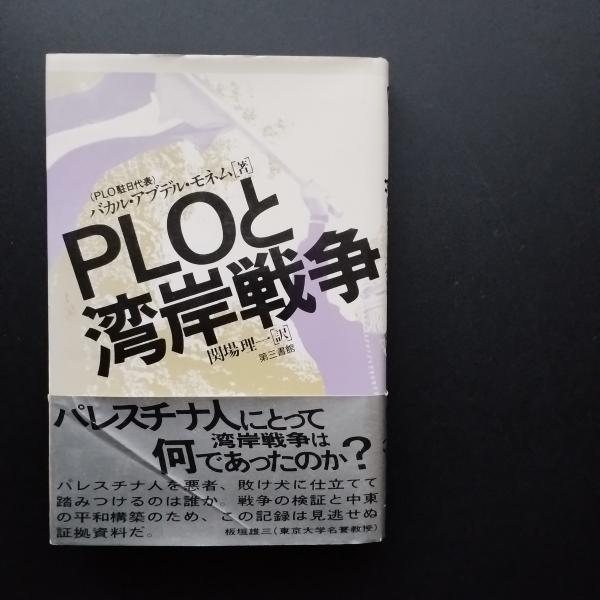 (PLO駐日代表)
バカル・アブデル・モネム[著]
PLOと
湾岸戦争
関場理一[訳]
第三書館
パレスチナ人にとって
湾岸戦争は
何であったのか?
パレスチナ人を悪者、敗け犬に仕立てて
踏みつけるのは誰か。戦争の検証と中東
の平和構築のため、この記録は見逃せぬ
証拠資料だ。
板垣雄三(東京大学名誉教授)